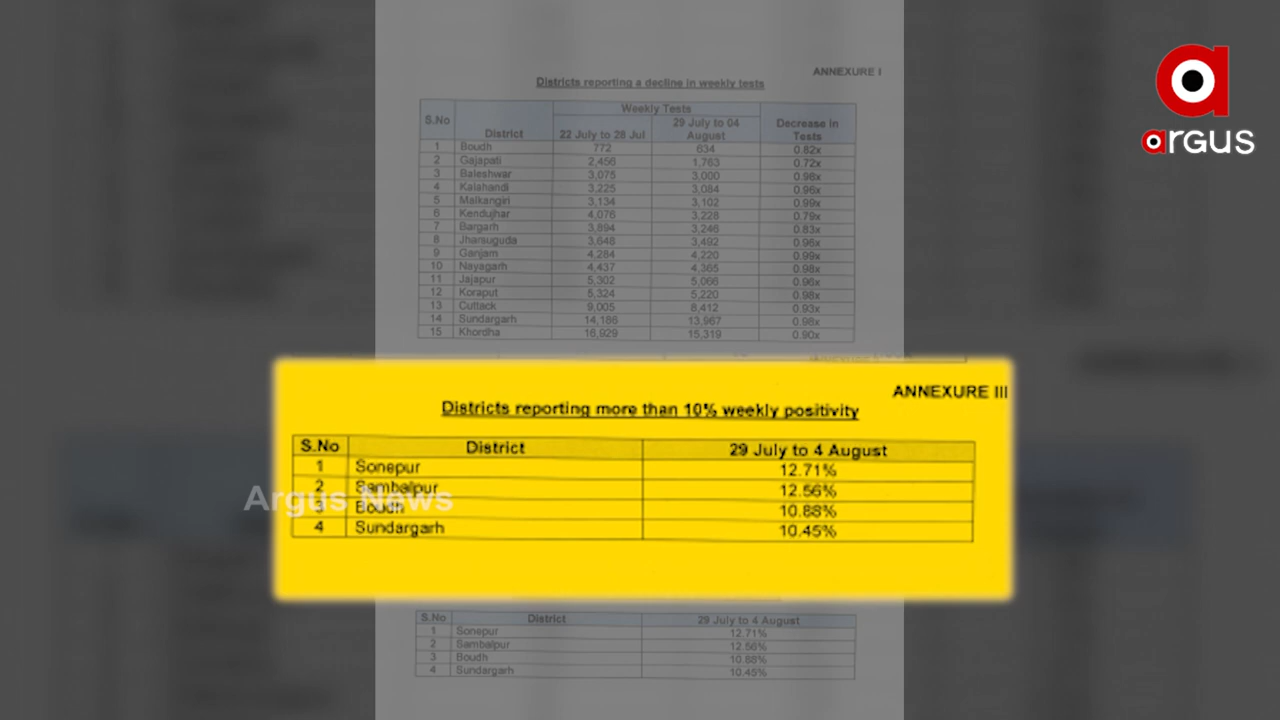 argus
ANNEXURE I
Districts reporting a decline in weekly tests
S.No District Weekly Tests Decrease in Tests
22 July to 28 Jul 29 July to 04 August
1 Boudh 772 634 0.82x
2 Gajapati 2,456 1,763 0.72x
3 Baleshwar 3,075 3,000 0.98x
4 Kalahandi 3,225 3,084 0.96x
5 Malkangiri 3,134 3,102 0.99x
6 Kendujhar 4,076 3,228 0.79x
7 Bargarh 3,894 3,246 0.83x
8 Jharsuguda 3,648 3,492 0.96x
9 Ganjam 4,284 4,220 0.99x
10 Nayagarh 4,437 4,365 0.98x
11 Jajapur 5,302 5,066 0.96x
12 Koraput 5,324 5,220 0.98x
13 Cuttack 9,005 8,412 0.93x
14 Sundargarh 14,186 13,967 0.98x
15 Khordha 16,929 15,319 0.90x
ANNEXURE III
Districts reporting more than 10% weekly positivity
S.No District 29 July to 4 August
1 Sonepur 12.71%
2 Sambalpur 12.56%
Argus News
3 Boudh 10.88%
4 Sundargarh 10.45%
S.No District 29 July to 4 August
1 Sonepur 12.71%
2 Sambalpur 12.56%
3 Boudh 10.88%
4 Sundargarh 10.45%